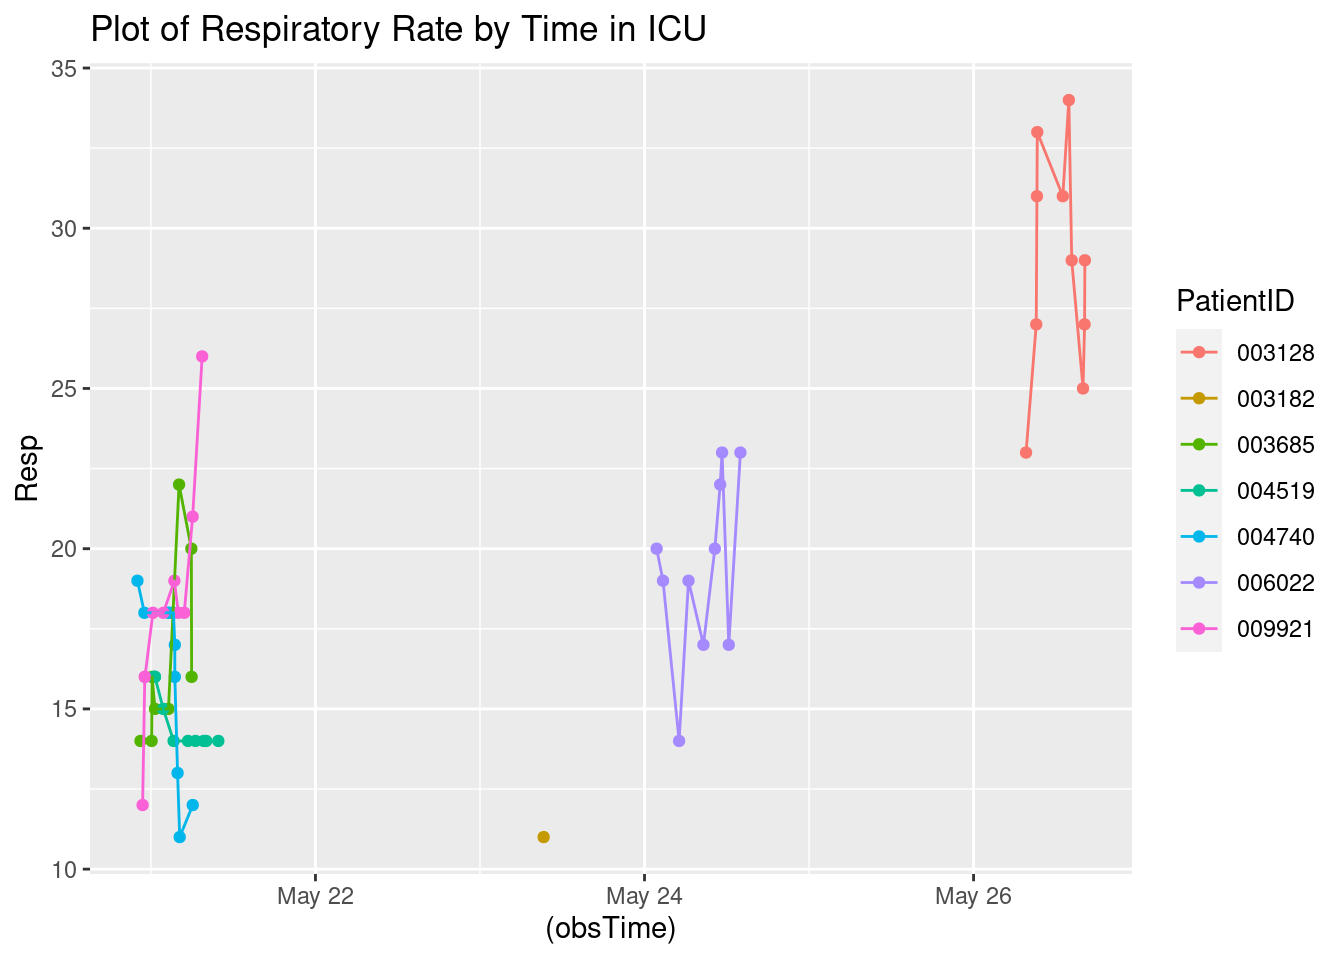 Plot of Respiratory Rate by Time in ICU
35
30
25
20
15
10
Resp
May 22
May 24
May 26
(obsTime)
PatientID
003128
003182
003685
004519
004740
006022
009921